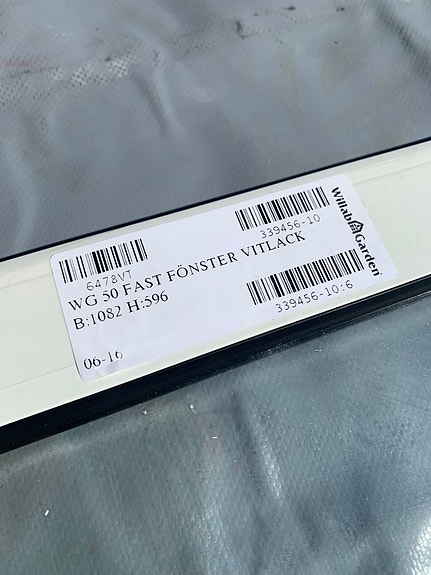 6478VT
339456-10
Willab Garden
WG 50 FAST FÖNSTER VITLACK
B:1082 H:596
339456-10:6
06-16